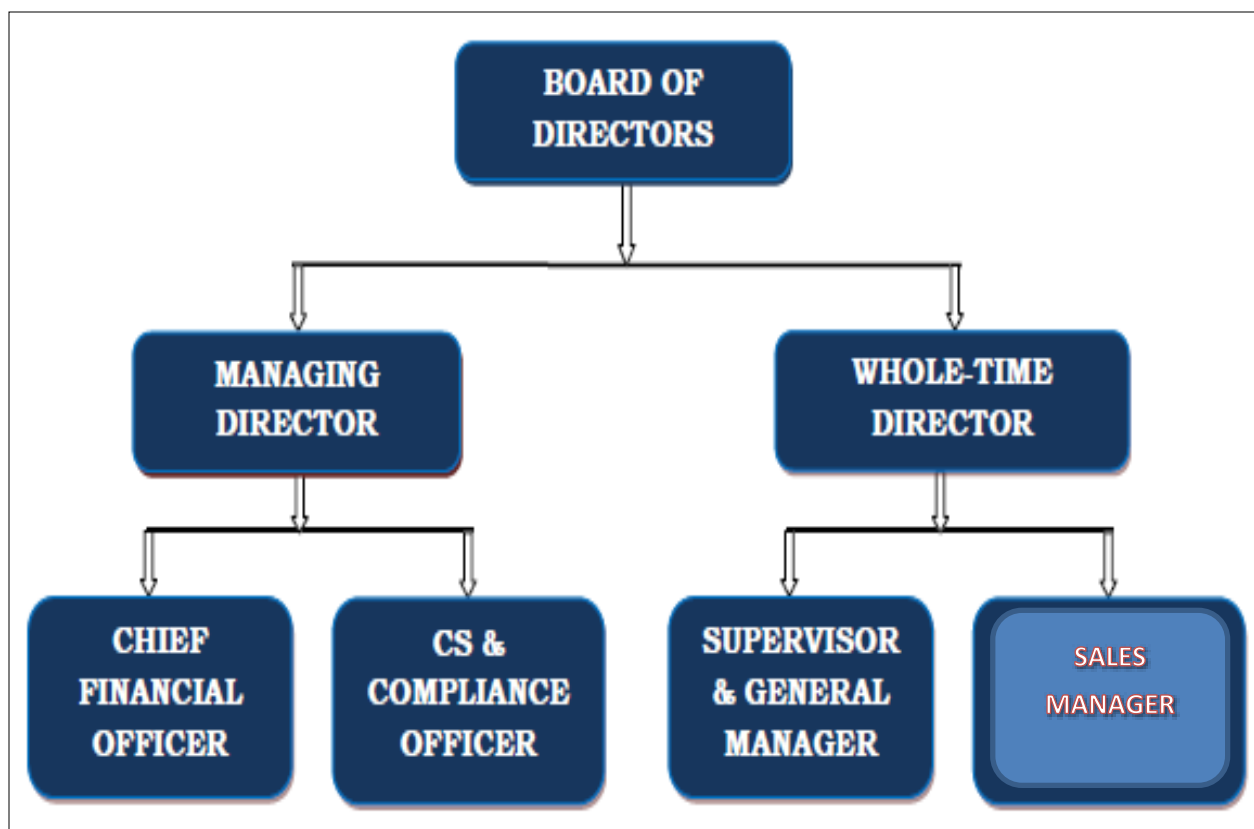 BOARD OF
DIRECTORS
MANAGING
DIRECTOR
WHOLE-TIME
DIRECTOR
CHIEF
FINANCIAL
OFFICER
CS &
COMPLIANCE
OFFICER
SUPERVISOR
& GENERAL
MANAGER
SALES
MANAGER